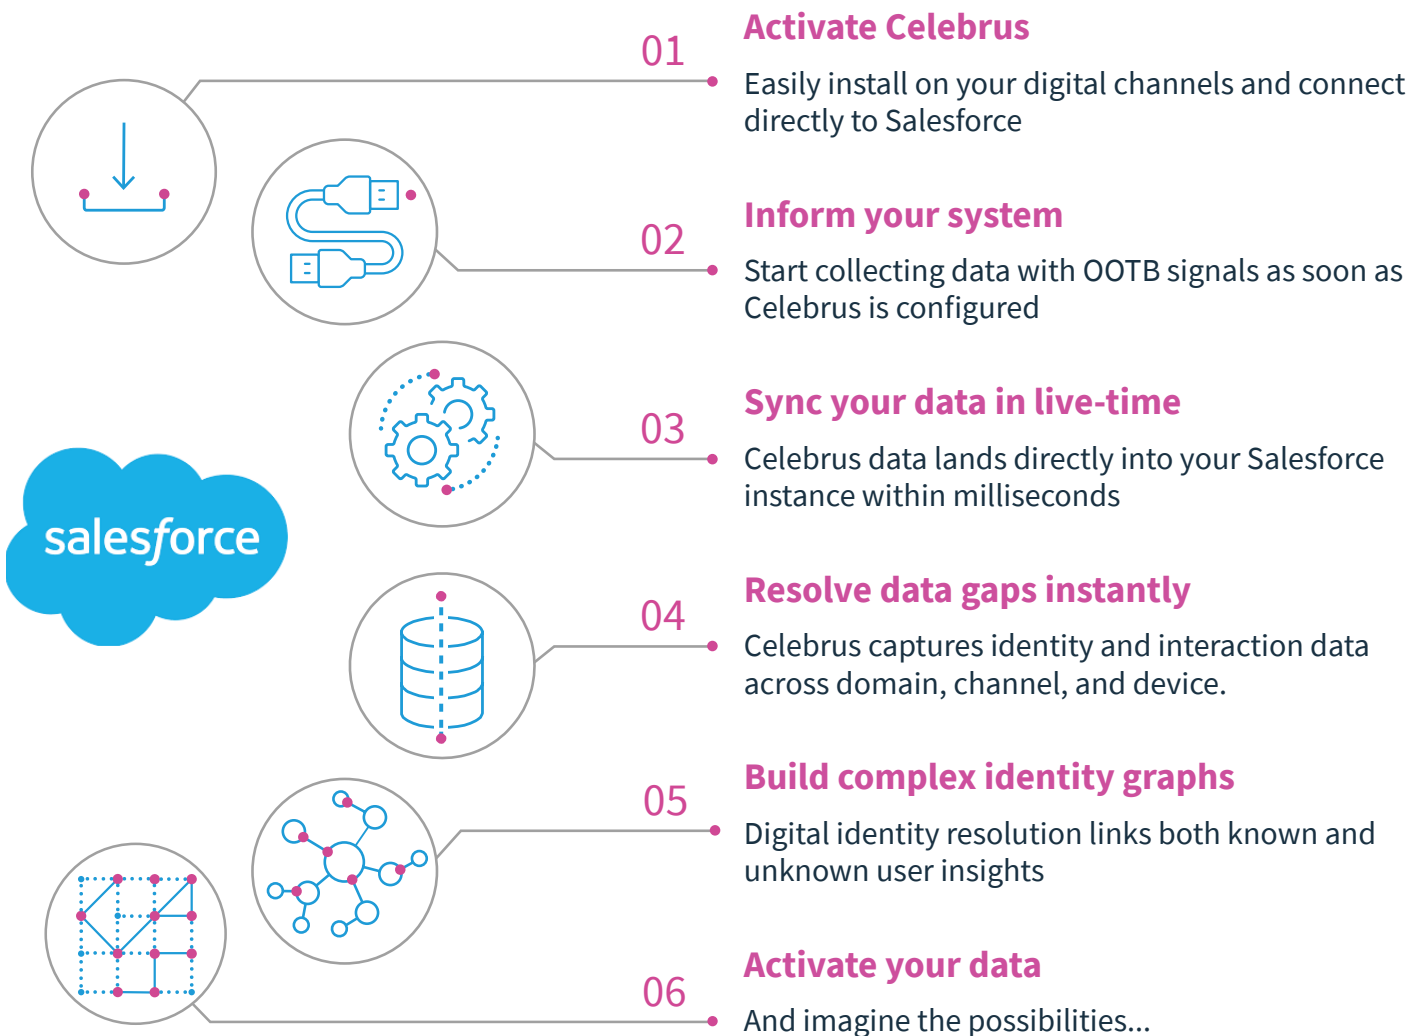 01
Activate Celebrus
Easily install on your digital channels and connect
directly to Salesforce
02
Inform your system
Start collecting data with OOTB signals as soon as
Celebrus is configured
03
Sync your data in live-time
Celebrus data lands directly into your Salesforce
instance within milliseconds
salesforce
04
Resolve data gaps instantly
Celebrus captures identity and interaction data
across domain, channel, and device.
05
Build complex identity graphs
Digital identity resolution links both known and
unknown user insights
06
Activate your data
And imagine the possibilities...